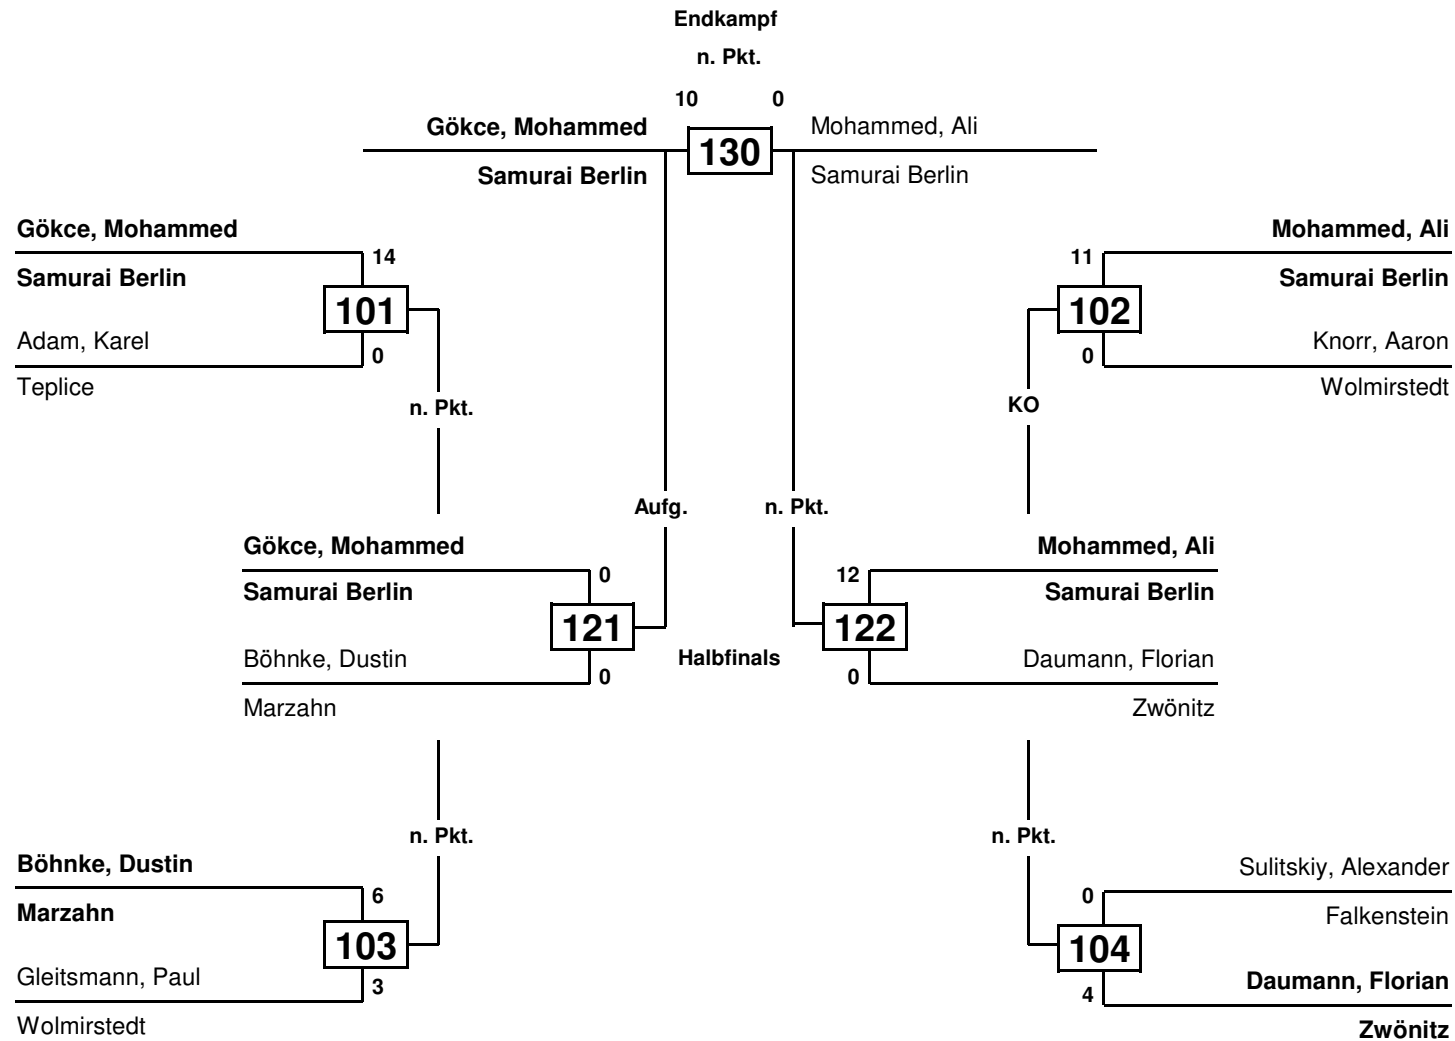 Endkampf
n. Pkt.
10 0
Gökce, Mohammed
130
Mohammed, Ali
Samurai Berlin
Samurai Berlin
Gökce, Mohammed
14
Samurai Berlin
101
Adam, Karel
0
Teplice
n. Pkt.
Mohammed, Ali
11
Samurai Berlin
102
Knorr, Aaron
0
Wolmirstedt
KO
Aufg.
n. Pkt.
Gökce, Mohammed
0
Samurai Berlin
121
Böhnke, Dustin
0
Marzahn
Halbfinals
Mohammed, Ali
12
Samurai Berlin
122
Daumann, Florian
0
Zwönitz
n. Pkt.
Böhnke, Dustin
6
Marzahn
103
Gleitsmann, Paul
3
Wolmirstedt
n. Pkt.
Sulitskiy, Alexander
0
Falkenstein
104
Daumann, Florian
4
Zwönitz